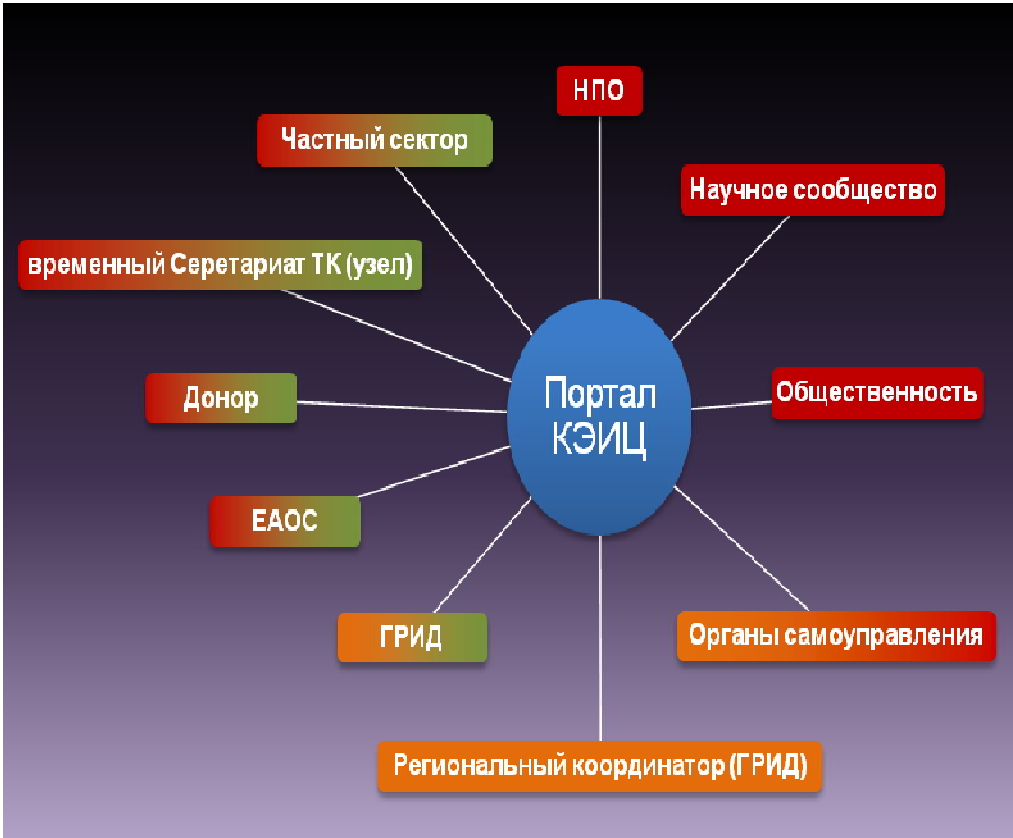 НПО
Частный сектор
Научное сообщество
временный Серетариат ТК (узел)
Донор
Портал
КЭИЦ
Общественность
ЕАОС
ГРИД
Органы самоуправления
Региональный координатор (ГРИД)